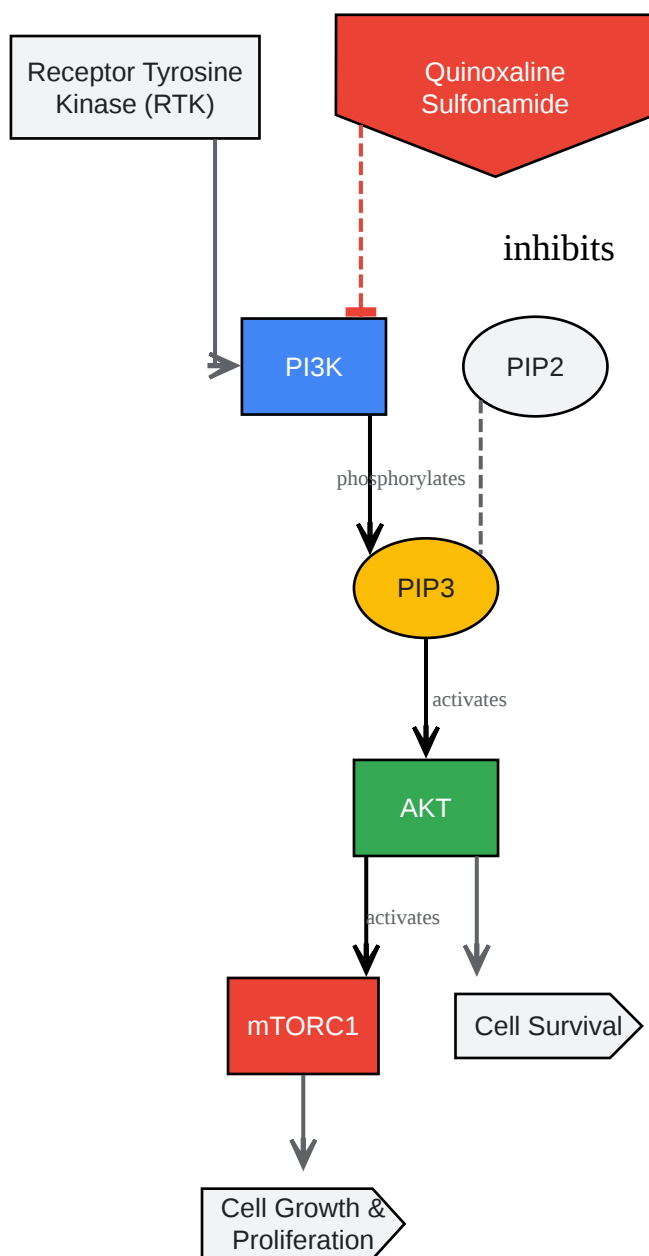 Receptor Tyrosine
Kinase (RTK)
Quinoxaline
Sulfonamide
inhibits
PI3K
PIP2
phosphorylates
PIP3
activates
AKT
activates
mTORC1
Cell Survival
Cell Growth &
Proliferation